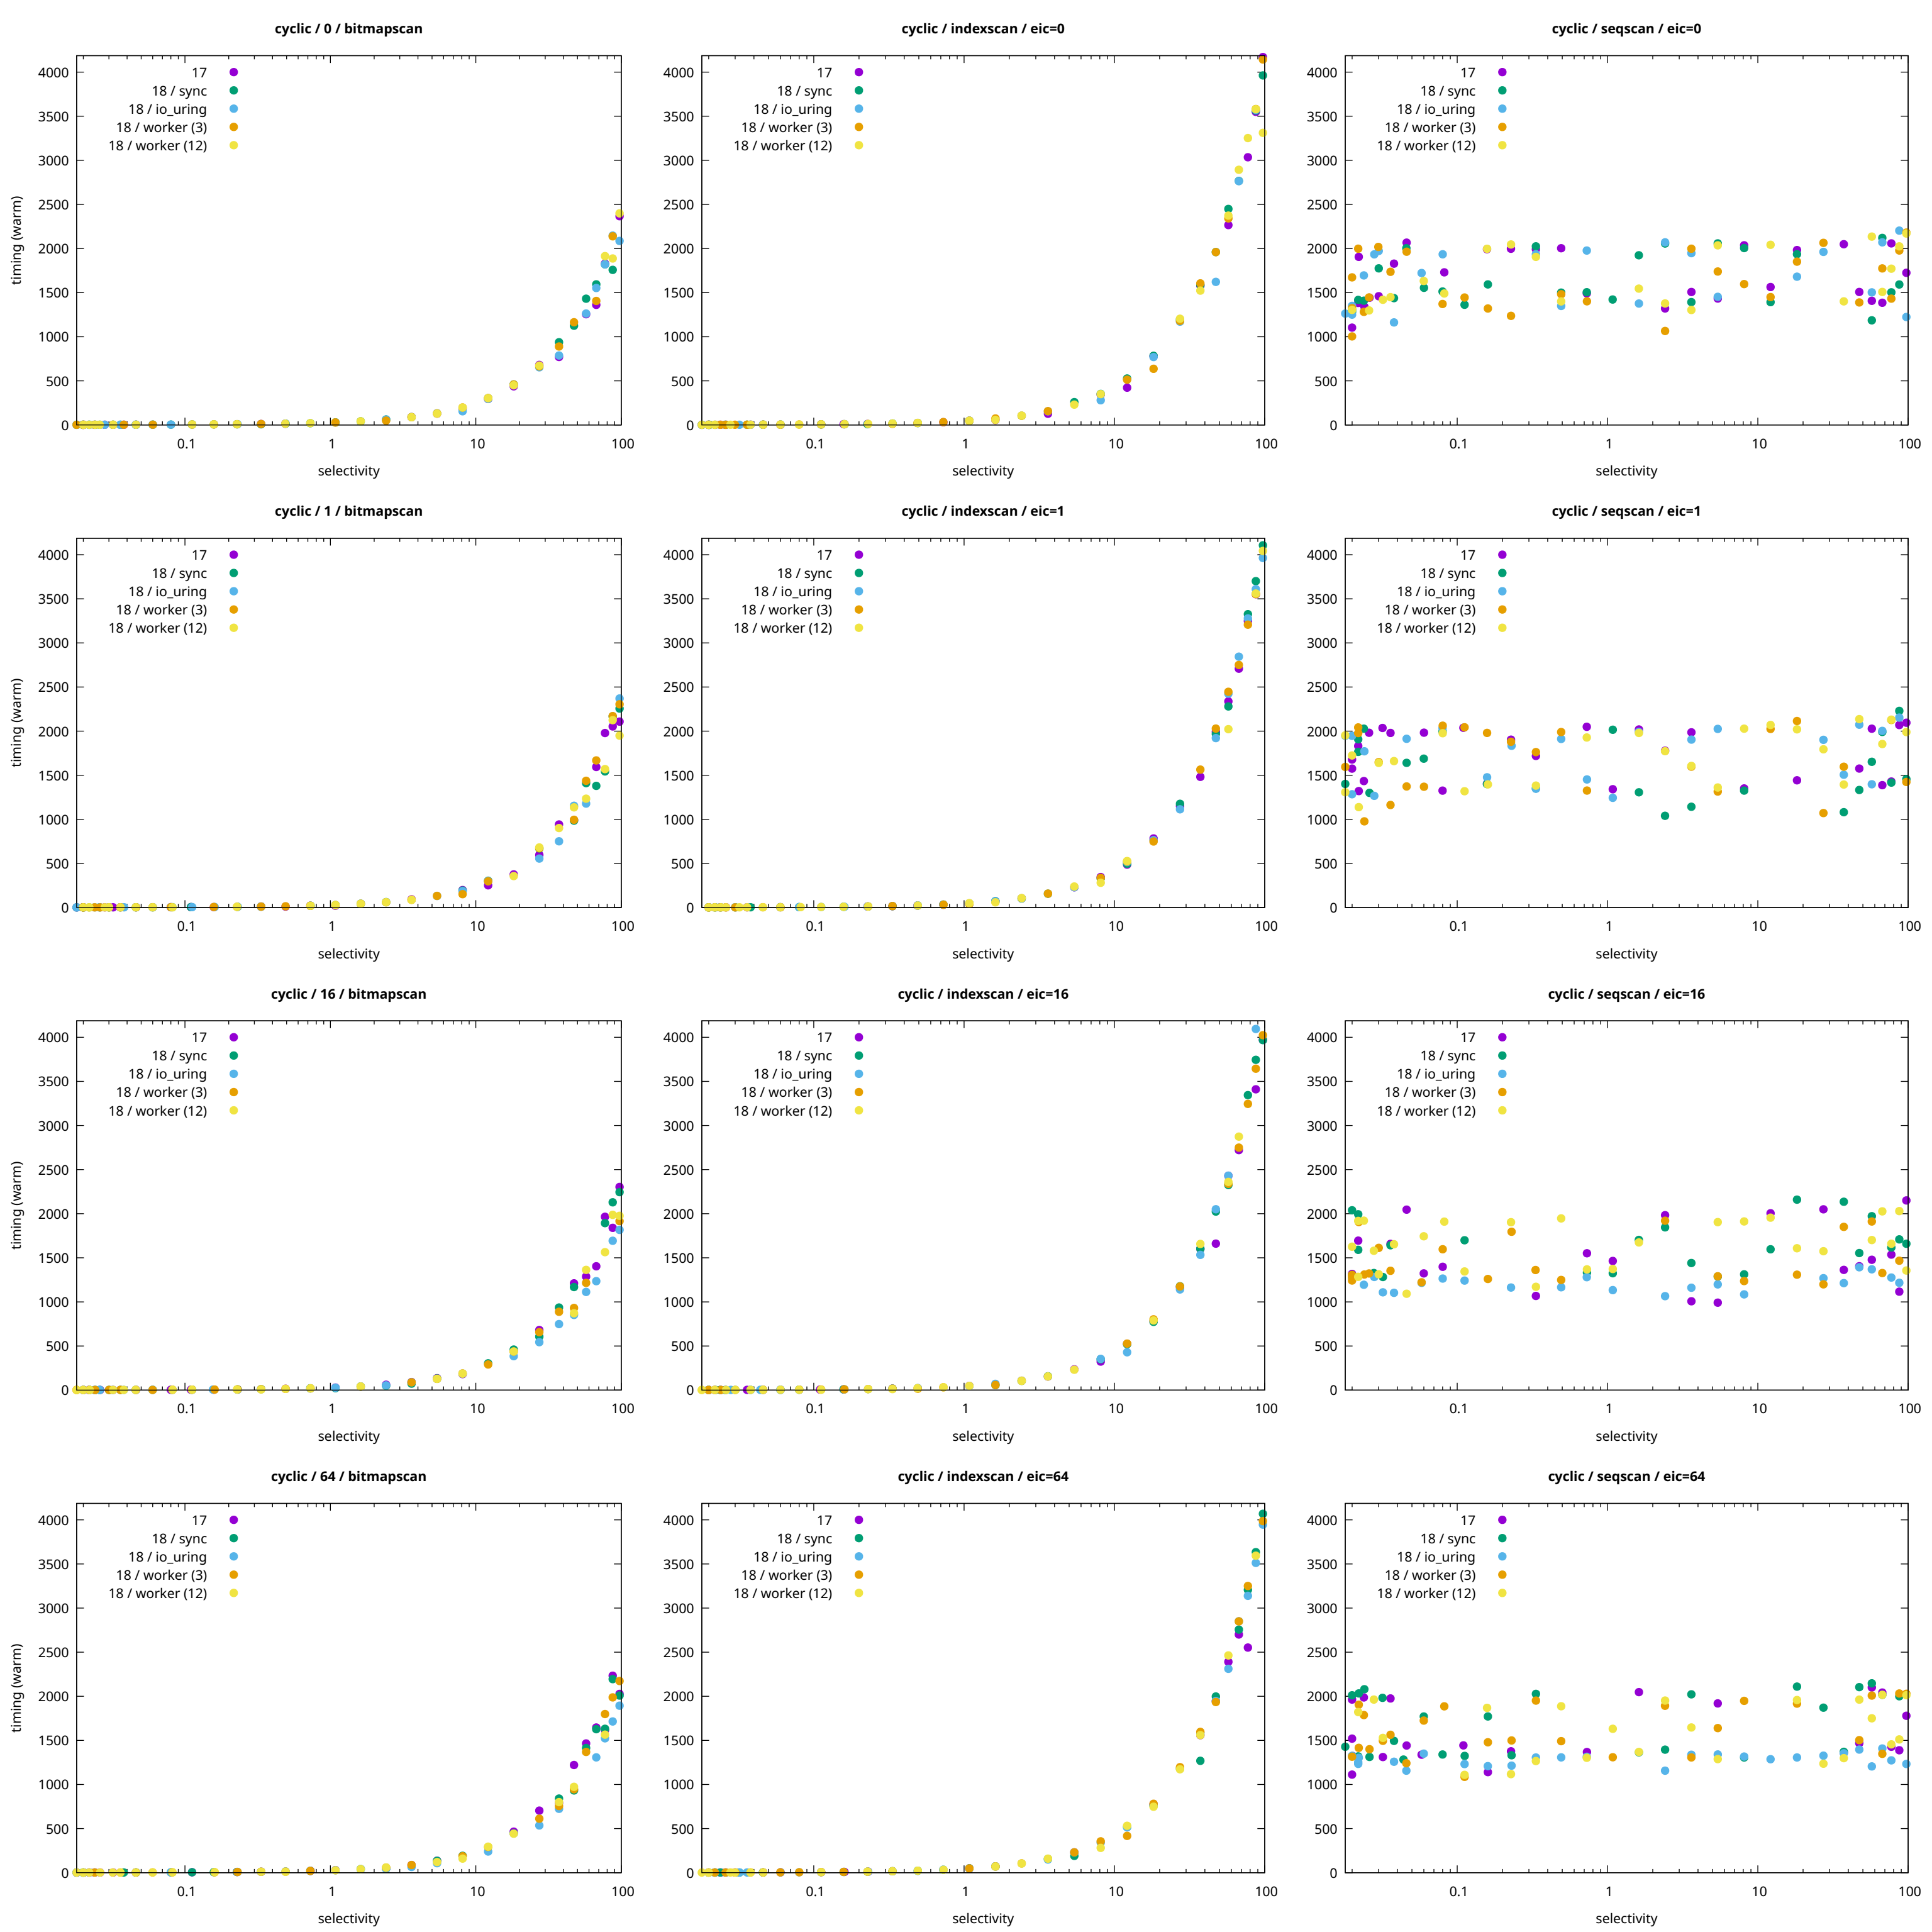 cyclic / 0 / bitmapscan
timing (warm)
4000
3500
3000
2500
2000
1500
1000
500
0
17
18 / sync
18 / io_uring
18 / worker (3)
18 / worker (12)
0.1 1 10 100
selectivity
cyclic / indexscan / eic=0
4000
3500
3000
2500
2000
1500
1000
500
0
17
18 / sync
18 / io_uring
18 / worker (3)
18 / worker (12)
0.1 1 10 100
selectivity
cyclic / seqscan / eic=0
4000
3500
3000
2500
2000
1500
1000
500
0
17
18 / sync
18 / io_uring
18 / worker (3)
18 / worker (12)
0.1 1 10 100
selectivity
cyclic / 1 / bitmapscan
timing (warm)
4000
3500
3000
2500
2000
1500
1000
500
0
17
18 / sync
18 / io_uring
18 / worker (3)
18 / worker (12)
0.1 1 10 100
selectivity
cyclic / indexscan / eic=1
4000
3500
3000
2500
2000
1500
1000
500
0
17
18 / sync
18 / io_uring
18 / worker (3)
18 / worker (12)
0.1 1 10 100
selectivity
cyclic / seqscan / eic=1
4000
3500
3000
2500
2000
1500
1000
500
0
17
18 / sync
18 / io_uring
18 / worker (3)
18 / worker (12)
0.1 1 10 100
selectivity
cyclic / 16 / bitmapscan
timing (warm)
4000
3500
3000
2500
2000
1500
1000
500
0
17
18 / sync
18 / io_uring
18 / worker (3)
18 / worker (12)
0.1 1 10 100
selectivity
cyclic / indexscan / eic=16
4000
3500
3000
2500
2000
1500
1000
500
0
17
18 / sync
18 / io_uring
18 / worker (3)
18 / worker (12)
0.1 1 10 100
selectivity
cyclic / seqscan / eic=16
4000
3500
3000
2500
2000
1500
1000
500
0
17
18 / sync
18 / io_uring
18 / worker (3)
18 / worker (12)
0.1 1 10 100
selectivity
cyclic / 64 / bitmapscan
timing (warm)
4000
3500
3000
2500
2000
1500
1000
500
0
17
18 / sync
18 / io_uring
18 / worker (3)
18 / worker (12)
0.1 1 10 100
selectivity
cyclic / indexscan / eic=64
4000
3500
3000
2500
2000
1500
1000
500
0
17
18 / sync
18 / io_uring
18 / worker (3)
18 / worker (12)
0.1 1 10 100
selectivity
cyclic / seqscan / eic=64
4000
3500
3000
2500
2000
1500
1000
500
0
17
18 / sync
18 / io_uring
18 / worker (3)
18 / worker (12)
0.1 1 10 100
selectivity